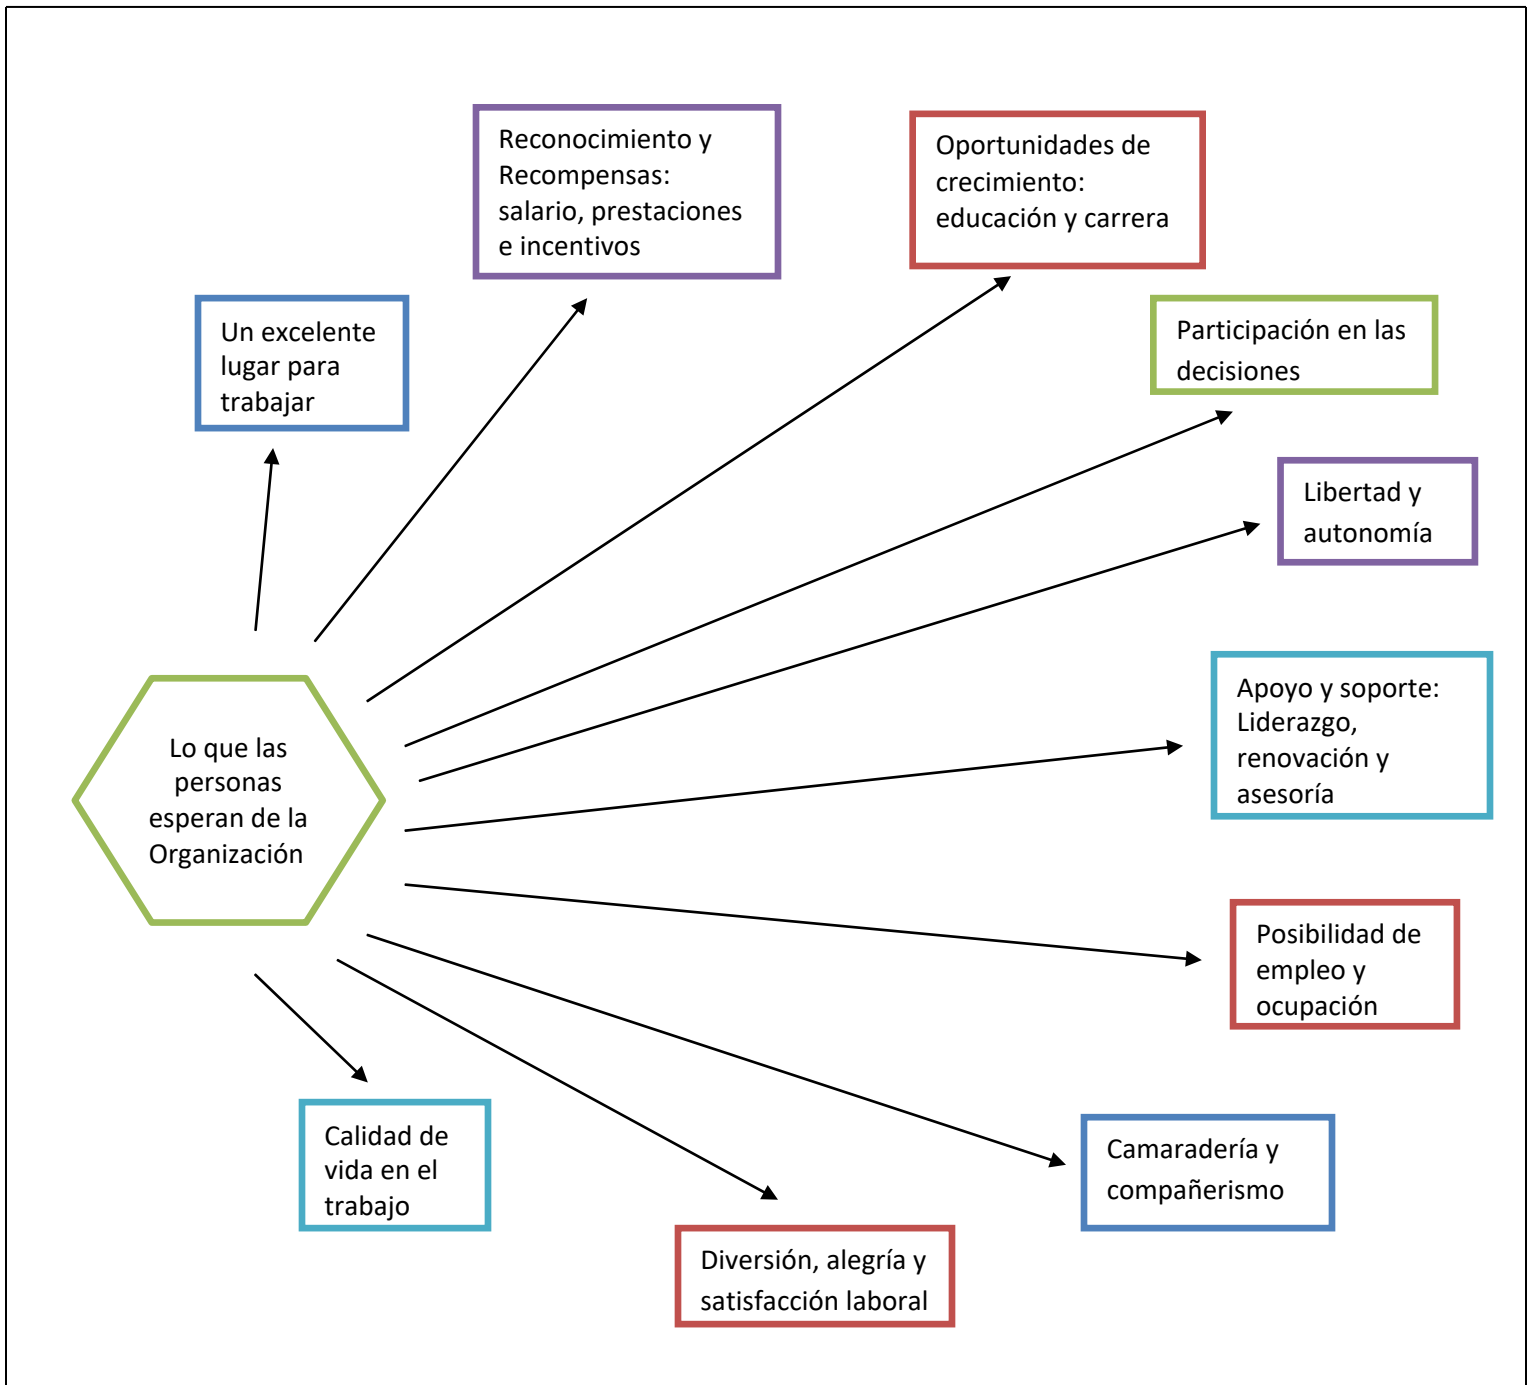 Reconocimiento y
Recompensas:
salario, prestaciones
e incentivos
Oportunidades de
crecimiento:
educación y carrera
Un excelente
lugar para
trabajar
Participación en las
decisiones
Libertad y
autonomía
Apoyo y soporte:
Liderazgo,
renovación y
asesoría
Lo que las
personas
esperan de la
Organización
Posibilidad de
empleo y
ocupación
Calidad de
vida en el
trabajo
Camaradería y
compañerismo
Diversión, alegría y
satisfacción laboral